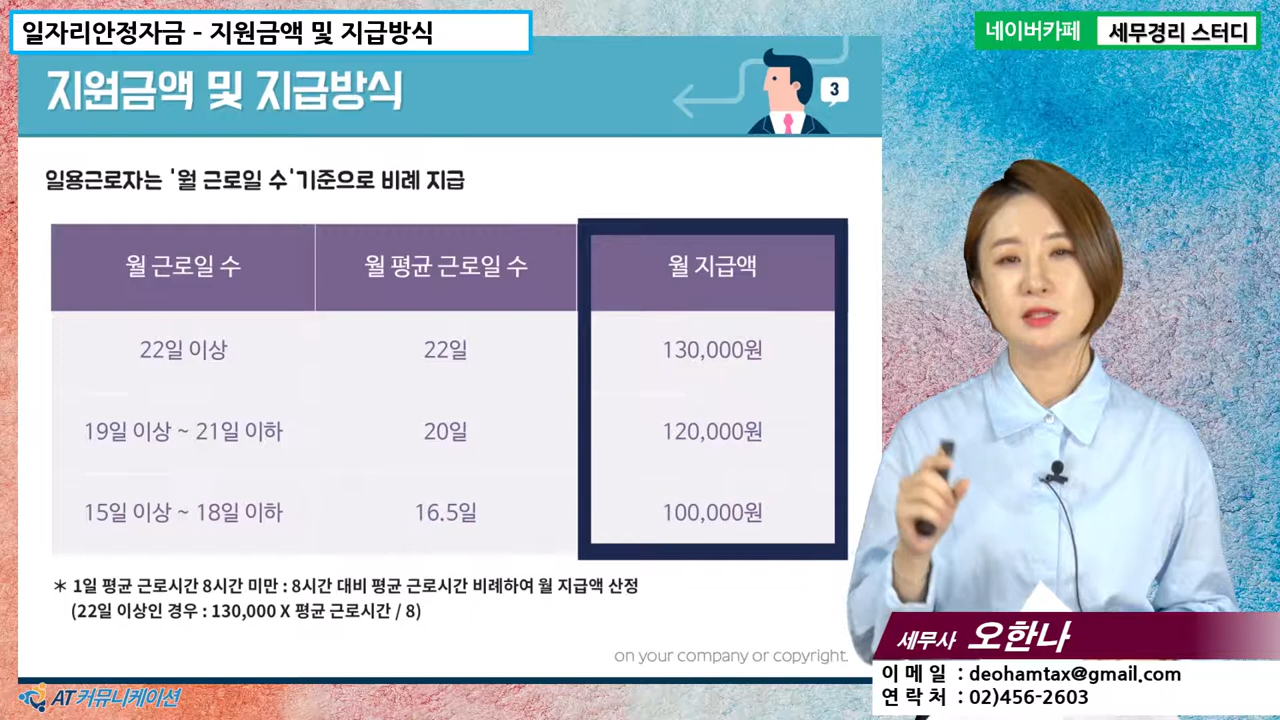 일자리안정자금 - 지원금액 및 지급방식
네이버카페 세무경리 스터디
지원금액 및 지급방식
3
일용근로자는 '월 근로일 수'기준으로 비례 지급
월 근로일 수 월 평균 근로일 수 월 지급액
22일 이상 22일 130,000원
19일 이상 ~ 21일 이하 20일 120,000원
15일 이상 ~ 18일 이하 16.5일 100,000원
* 1일 평균 근로시간 8시간 미만 : 8시간 대비 평균 근로시간 비례하여 월 지급액 산정
(22일 이상인 경우 : 130,000 X 평균 근로시간 / 8)
on your company or copyright.
세무사 오한나
이 메 일 : deohamtax@gmail.com
연 락 처 : 02)456-2603
AT커뮤니케이션